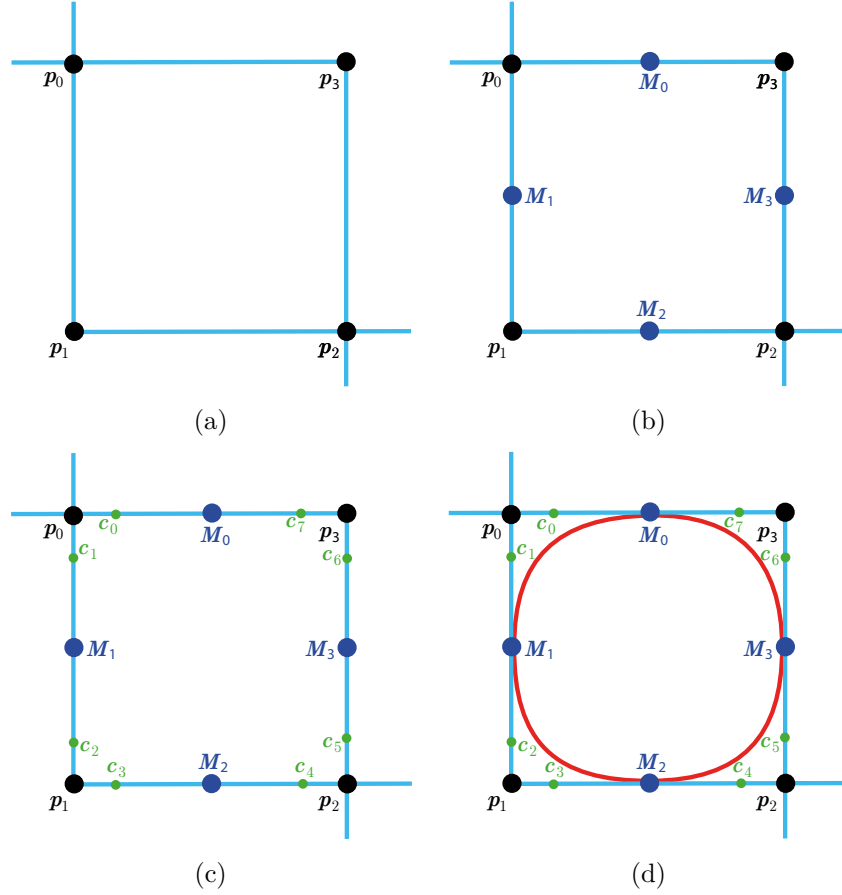 p₀ p₃
p₁ p₂
(a)
p₀ M₀ p₃
M₁ M₃
M₂
p₁ p₂
(b)
p₀ c₀ M₀ c₇ p₃
c₁ c₆
M₁ M₃
c₂ c₅
p₁ c₃ M₂ c₄ p₂
(c)
p₀ c₀ M₀ c₇ p₃
c₁ c₆
M₁ M₃
c₂ c₅
p₁ c₃ M₂ c₄ p₂
(d)